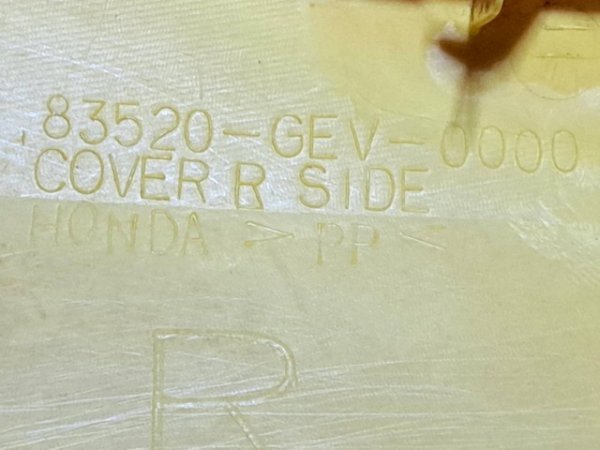 83520-GEV-0000
COVER R SIDE
HONDA > PP <
R